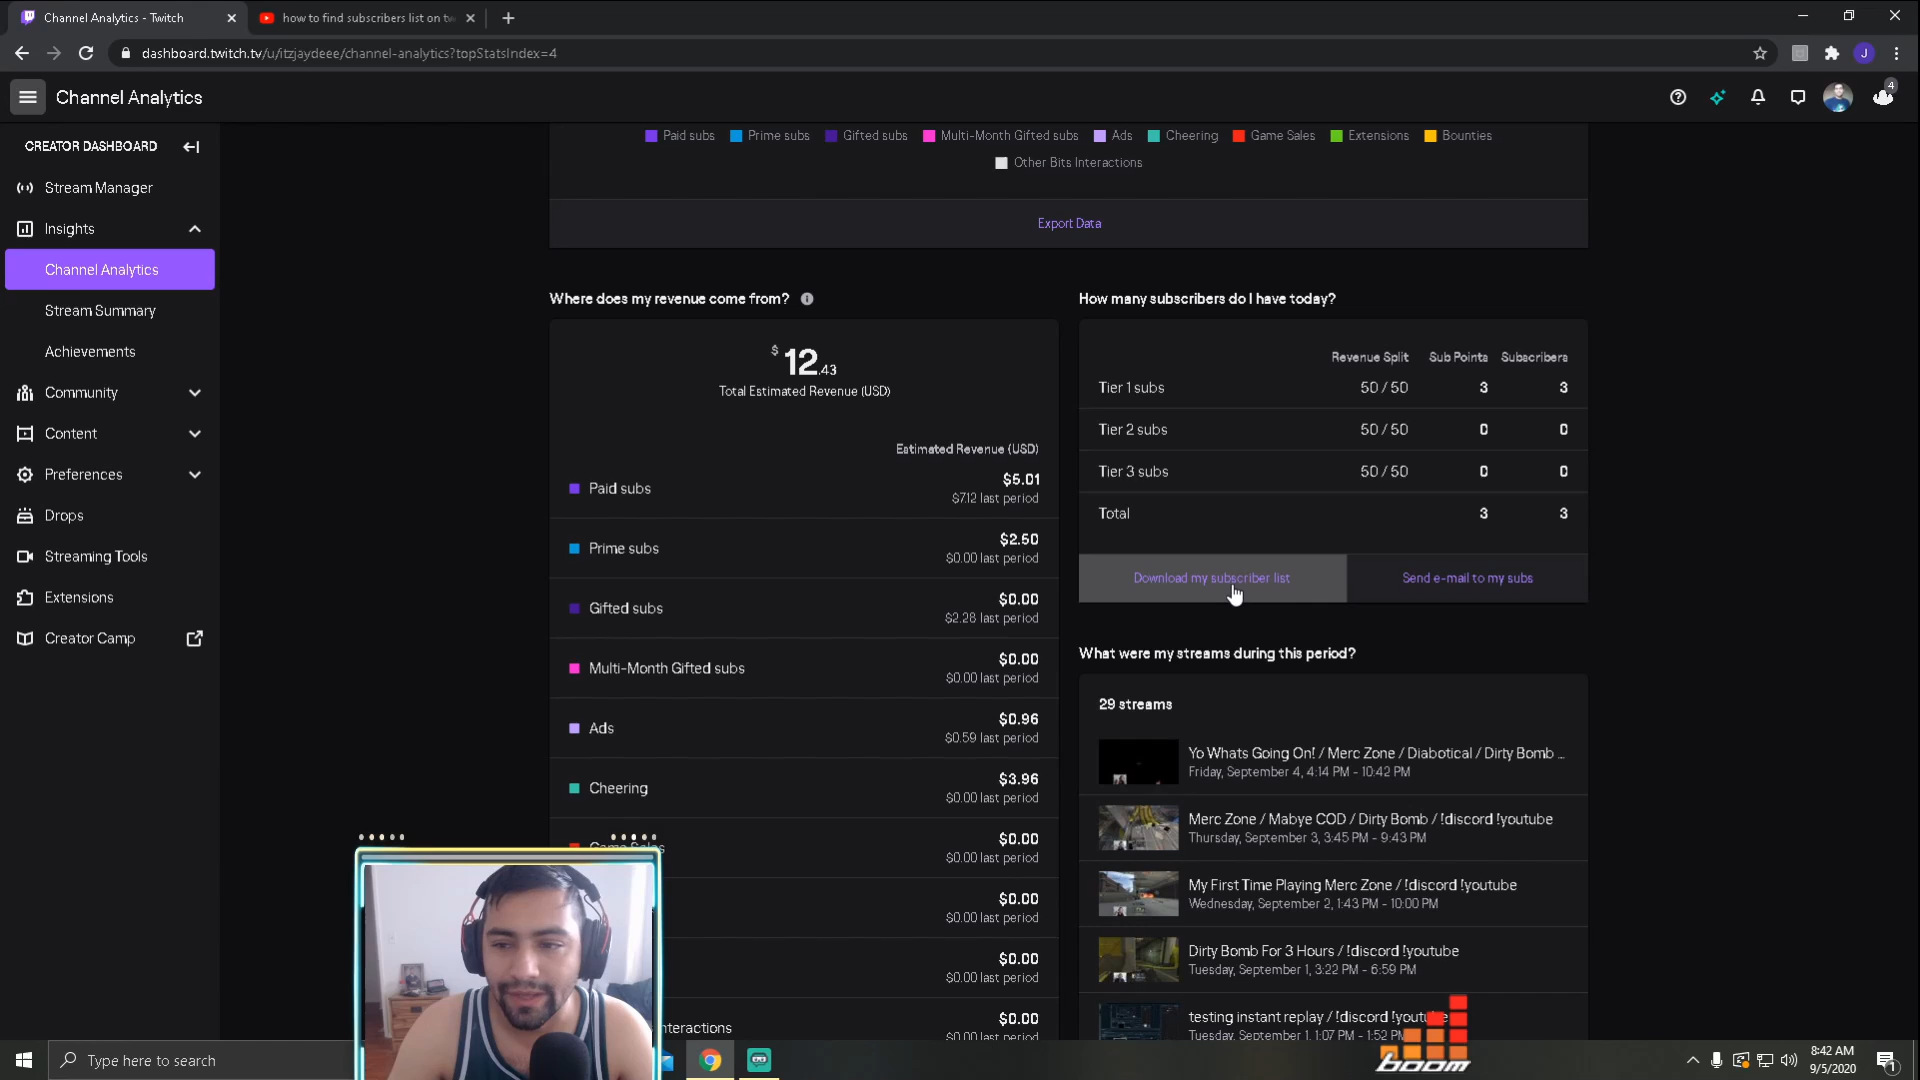 Channel Analytics - Twitch
how to find subscribers list on tw
dashboard.twitch.tv/u/itzjaydeee/channel-analytics?topStatsIndex=4
J
Channel Analytics
4
CREATOR DASHBOARD
Stream Manager
Insights
Channel Analytics
Stream Summary
Achievements
Community
Content
Preferences
Drops
Streaming Tools
Extensions
Creator Camp
Paid subs Prime subs Gifted subs Multi-Month Gifted subs Ads Cheering Game Sales Extensions Bounties
Other Bits Interactions
Export Data
Where does my revenue come from?
$ 12.43
Total Estimated Revenue (USD)
Estimated Revenue (USD)
Paid subs $5.01
$7.12 last period
Prime subs $2.50
$0.00 last period
Gifted subs $0.00
$2.28 last period
Multi-Month Gifted subs $0.00
$0.00 last period
Ads $0.96
$0.59 last period
Cheering $3.96
$0.00 last period
Game Sales $0.00
$0.00 last period
$0.00
$0.00 last period
$0.00
$0.00 last period
nteractions $0.00
$0.00 last period
How many subscribers do I have today?
Revenue Split Sub Points Subscribers
Tier 1 subs 50 / 50 3 3
Tier 2 subs 50 / 50 0 0
Tier 3 subs 50 / 50 0 0
Total 3 3
Download my subscriber list Send e-mail to my subs
What were my streams during this period?
29 streams
Yo Whats Going On! / Merc Zone / Diabotical / Dirty Bomb ...
Friday, September 4, 4:14 PM - 10:42 PM
Merc Zone / Mabye COD / Dirty Bomb / !discord !youtube
Thursday, September 3, 3:45 PM - 9:43 PM
My First Time Playing Merc Zone / !discord !youtube
Wednesday, September 2, 1:43 PM - 10:00 PM
Dirty Bomb For 3 Hours / !discord !youtube
Tuesday, September 1, 3:22 PM - 6:59 PM
testing instant replay / !discord !youtube
Tuesday, September 1, 1:07 PM - 1:52 PM
boom
Type here to search
8:42 AM
9/5/2020
1